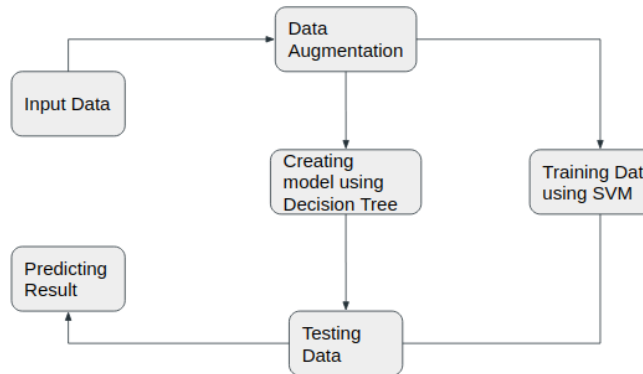 Data
Augmentation
Input Data
Creating
model using
Decision Tree
Training Dat
using SVM
Predicting
Result
Testing
Data